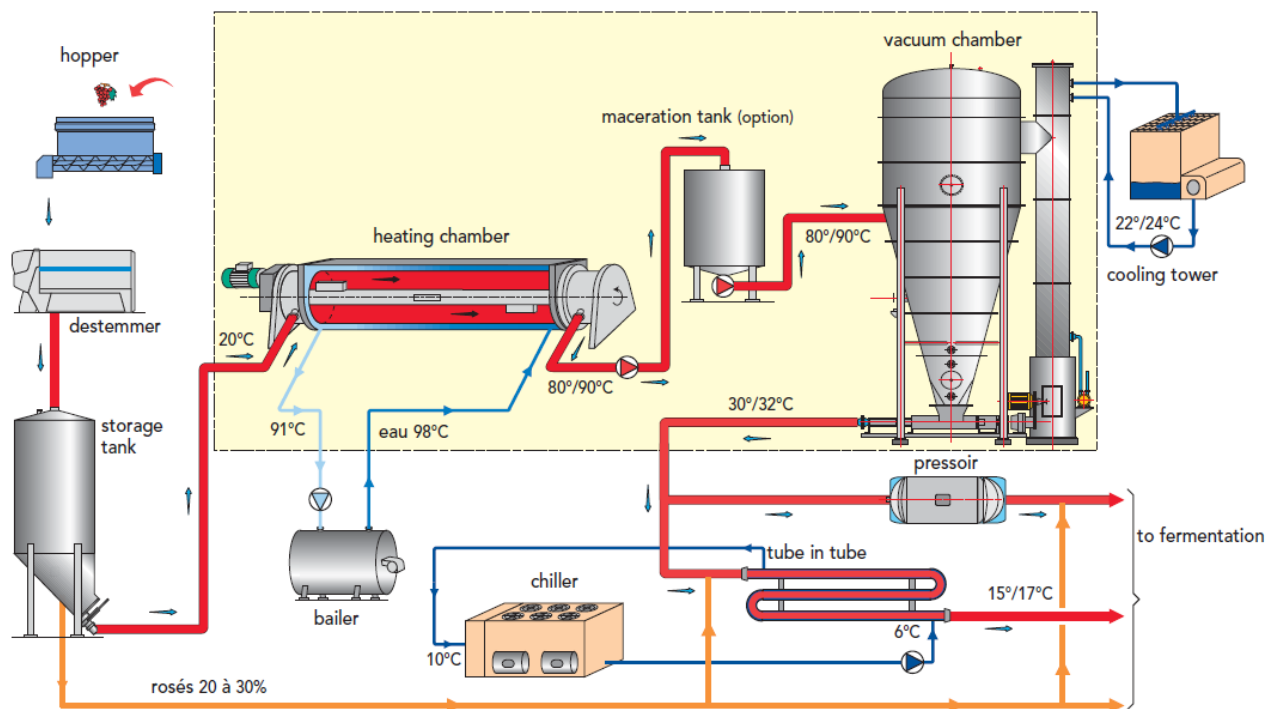 hopper
vacuum chamber
maceration tank (option)
heating chamber
80°/90°C
22°/24°C
cooling tower
destemmer
20°C
80°/90°C
storage
tank
91°C
eau 98°C
30°/32°C
pressoir
to fermentation
tube in tube
chiller
15°/17°C
bailer
10°C
6°C
rosés 20 à 30%